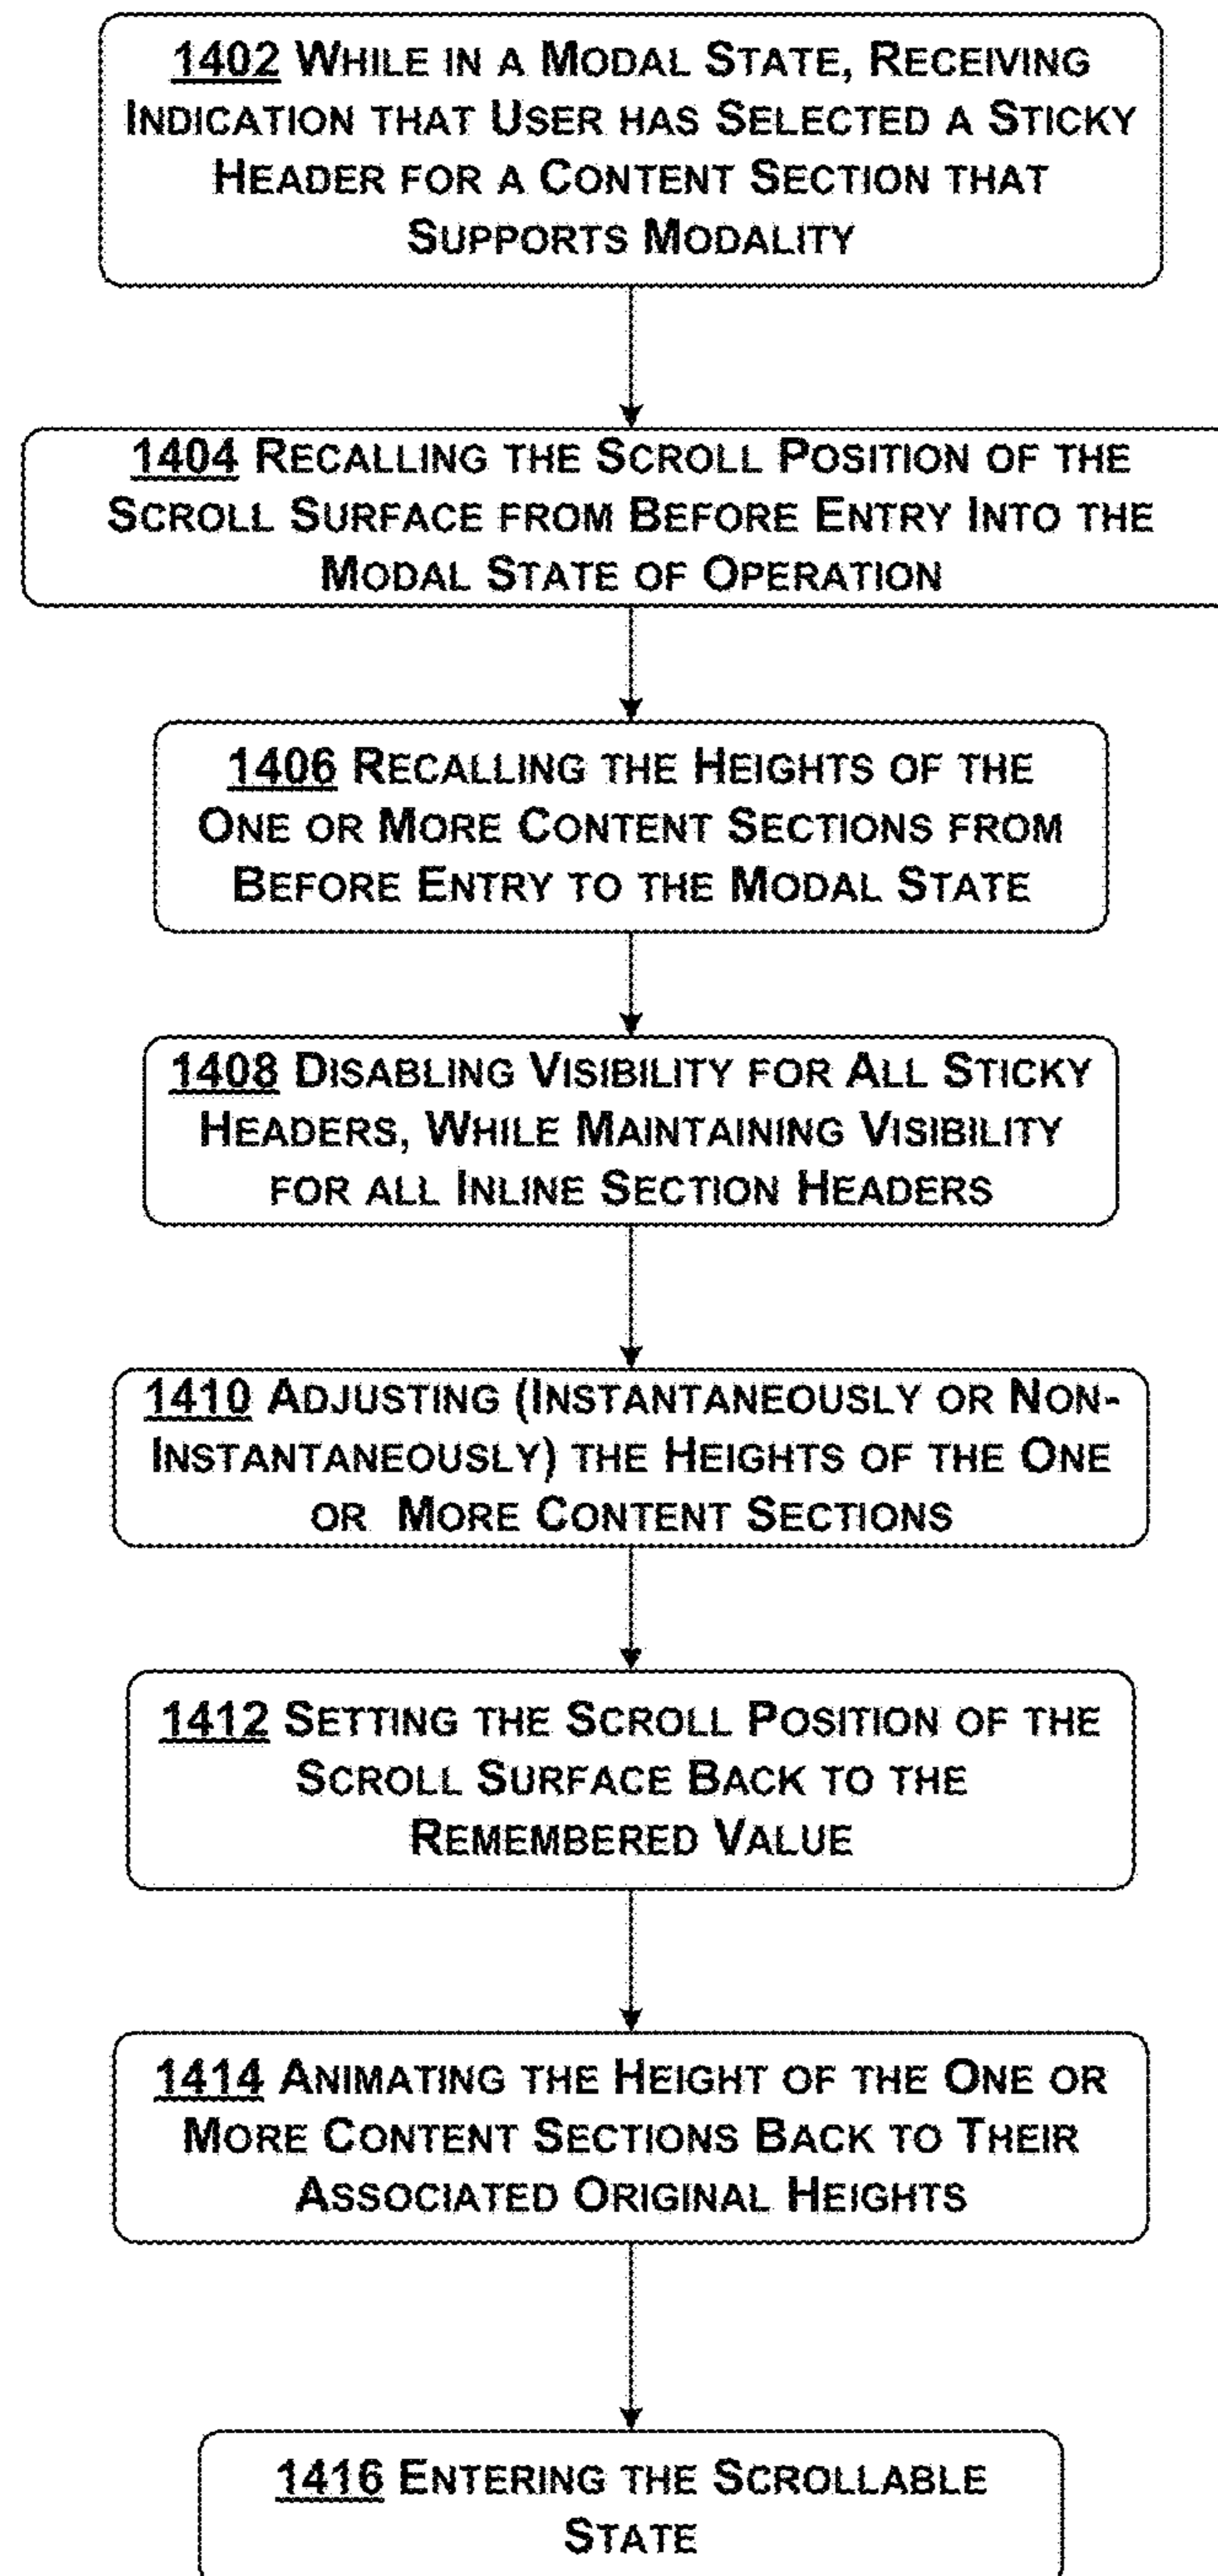 1402 While in a Modal State, Receiving
Indication that User has Selected a Sticky
Header for a Content Section that
Supports Modality
1404 Recalling the Scroll Position of the
Scroll Surface from Before Entry Into the
Modal State of Operation
1406 Recalling the Heights of the
One or More Content Sections from
Before Entry to the Modal State
1408 Disabling Visibility for All Sticky
Headers, While Maintaining Visibility
for all Inline Section Headers
1410 Adjusting (Instantaneously or Non-
Instantaneously) the Heights of the One
or More Content Sections
1412 Setting the Scroll Position of the
Scroll Surface Back to the
Remembered Value
1414 Animating the Height of the One or
More Content Sections Back to Their
Associated Original Heights
1416 Entering the Scrollable
State